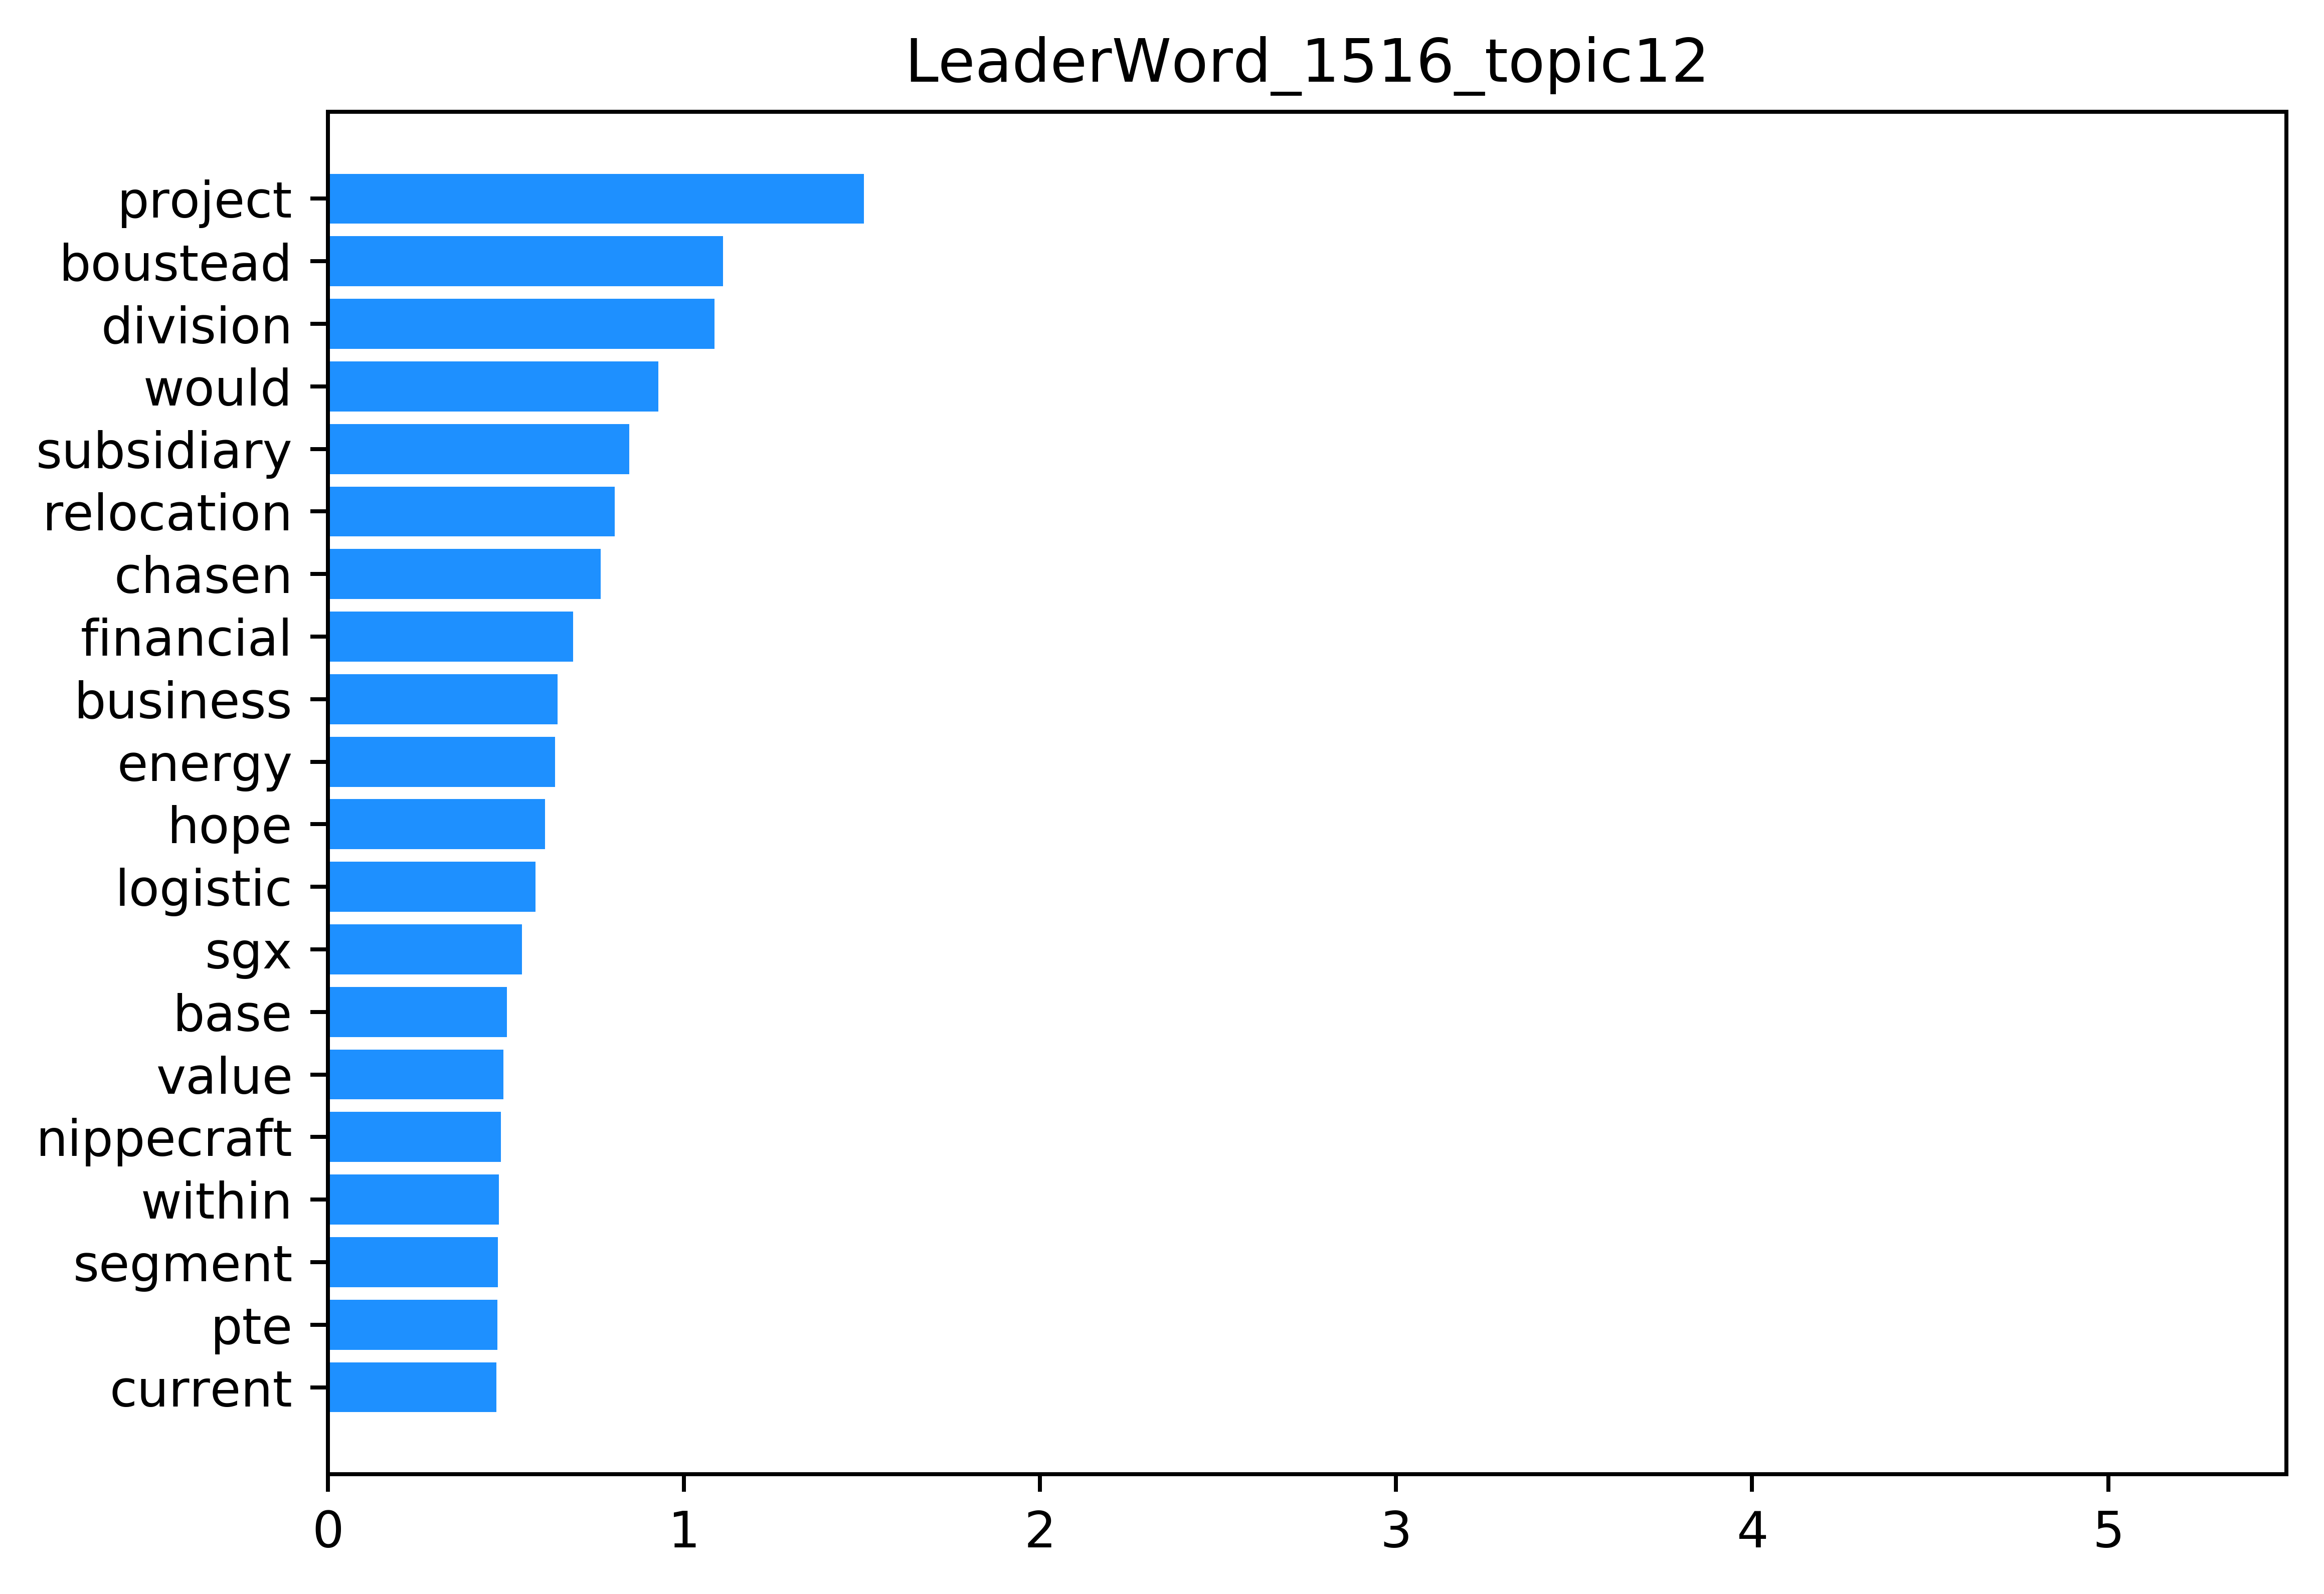 LeaderWord_1516_topic12
project
boustead
division
would
subsidiary
relocation
chasen
financial
business
energy
hope
logistic
sgx
base
value
nippecraft
within
segment
pte
current
0 1 2 3 4 5